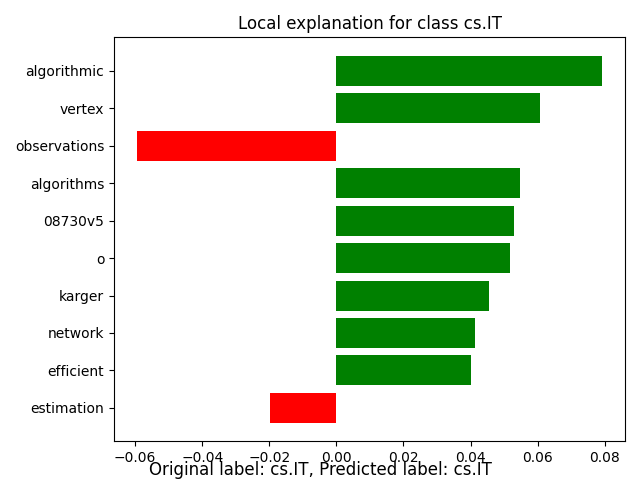 Local explanation for class cs.IT
algorithmic
vertex
observations
algorithms
08730v5
o
karger
network
efficient
estimation
−0.06 −0.04 −0.02 0.00 0.02 0.04 0.06 0.08
Original label: cs.IT, Predicted label: cs.IT